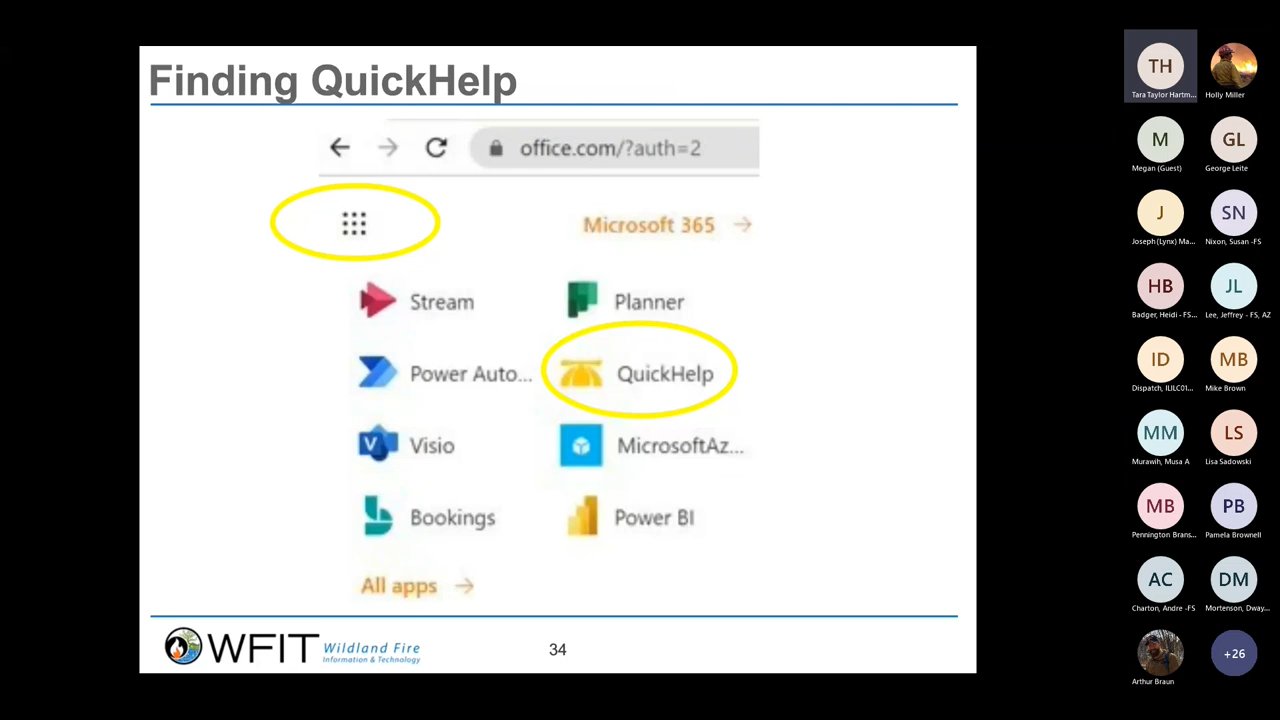 Finding QuickHelp
office.com/?auth=2
Microsoft 365
Stream
Planner
Power Auto...
QuickHelp
Visio
MicrosoftAz...
Bookings
Power BI
All apps
WFIT Wildland Fire
Information & Technology
34
TH
Tara Taylor Hartm...
Holly Miller
M
GL
Megan (Guest)
George Leite
J
SN
Joseph (Lynx) Ma...
Nixon, Susan -FS
HB
JL
Badger, Heidi - FS...
Lee, Jeffrey - FS, AZ
ID
MB
Dispatch, ILILC01...
Mike Brown
MM
LS
Murawih, Musa A
Lisa Sadowski
MB
PB
Pennington Brans...
Pamela Brownell
AC
DM
Charton, Andre -FS
Mortenson, Dway...
+26
Arthur Braun